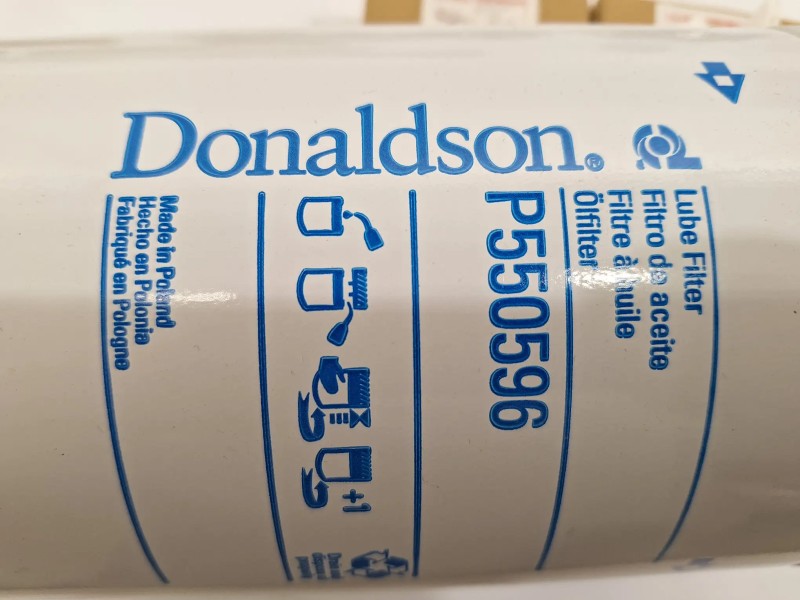 Donaldson®
Lube Filter
Filtro de aceite
Filtre à huile
Ölfilter
P550596
+1
Made in Poland
Hecho en Polonia
Fabriqué en Pologne